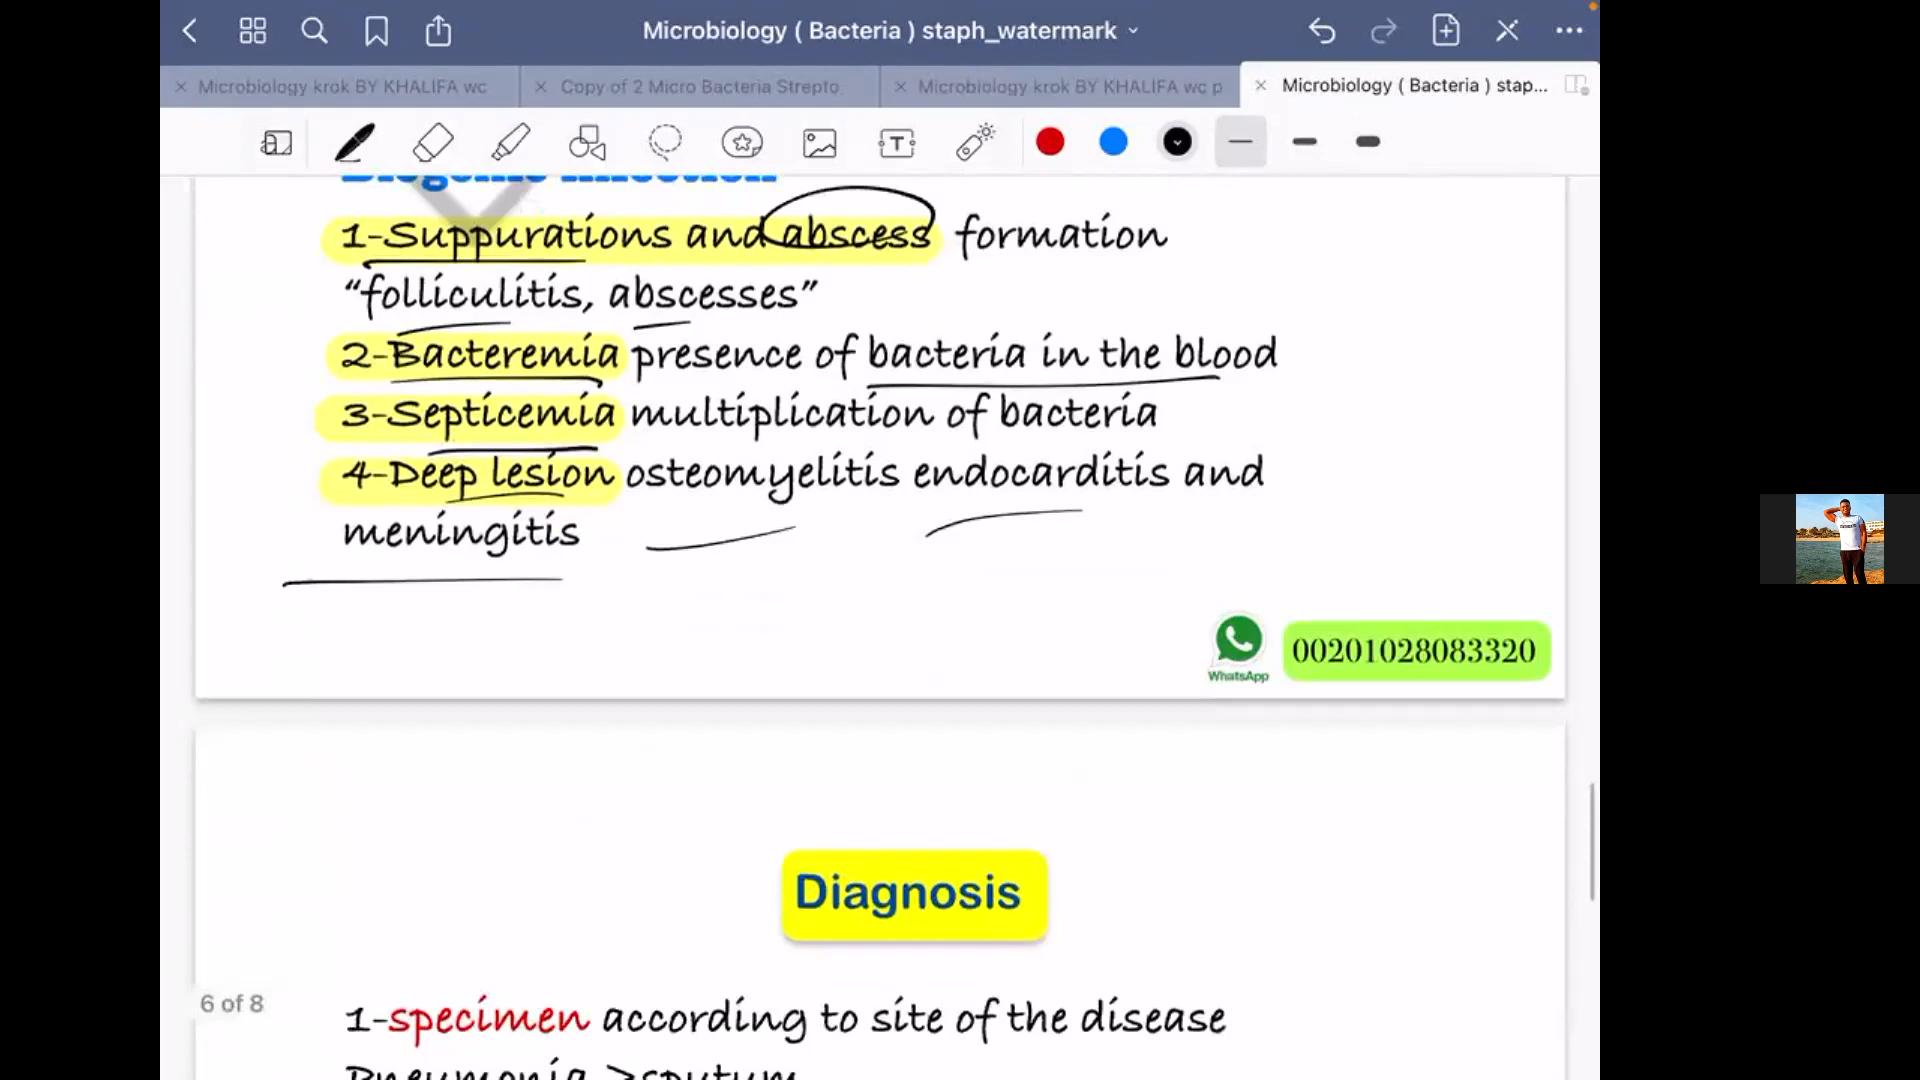 Microbiology ( Bacteria ) staph_watermark
Microbiology krok BY KHALIFA wc
Copy of 2 Micro Bacteria Strepto
Microbiology krok BY KHALIFA wc p
Microbiology ( Bacteria ) stap...
1-Suppurations and abscess formation
“folliculitis, abscesses”
2-Bacteremia presence of bacteria in the blood
3-Septicemia multiplication of bacteria
4-Deep lesion osteomyelitis endocarditis and
meningitis
WhatsApp
00201028083320
Diagnosis
6 of 8
1-specimen according to site of the disease
Pneumonia >sputum